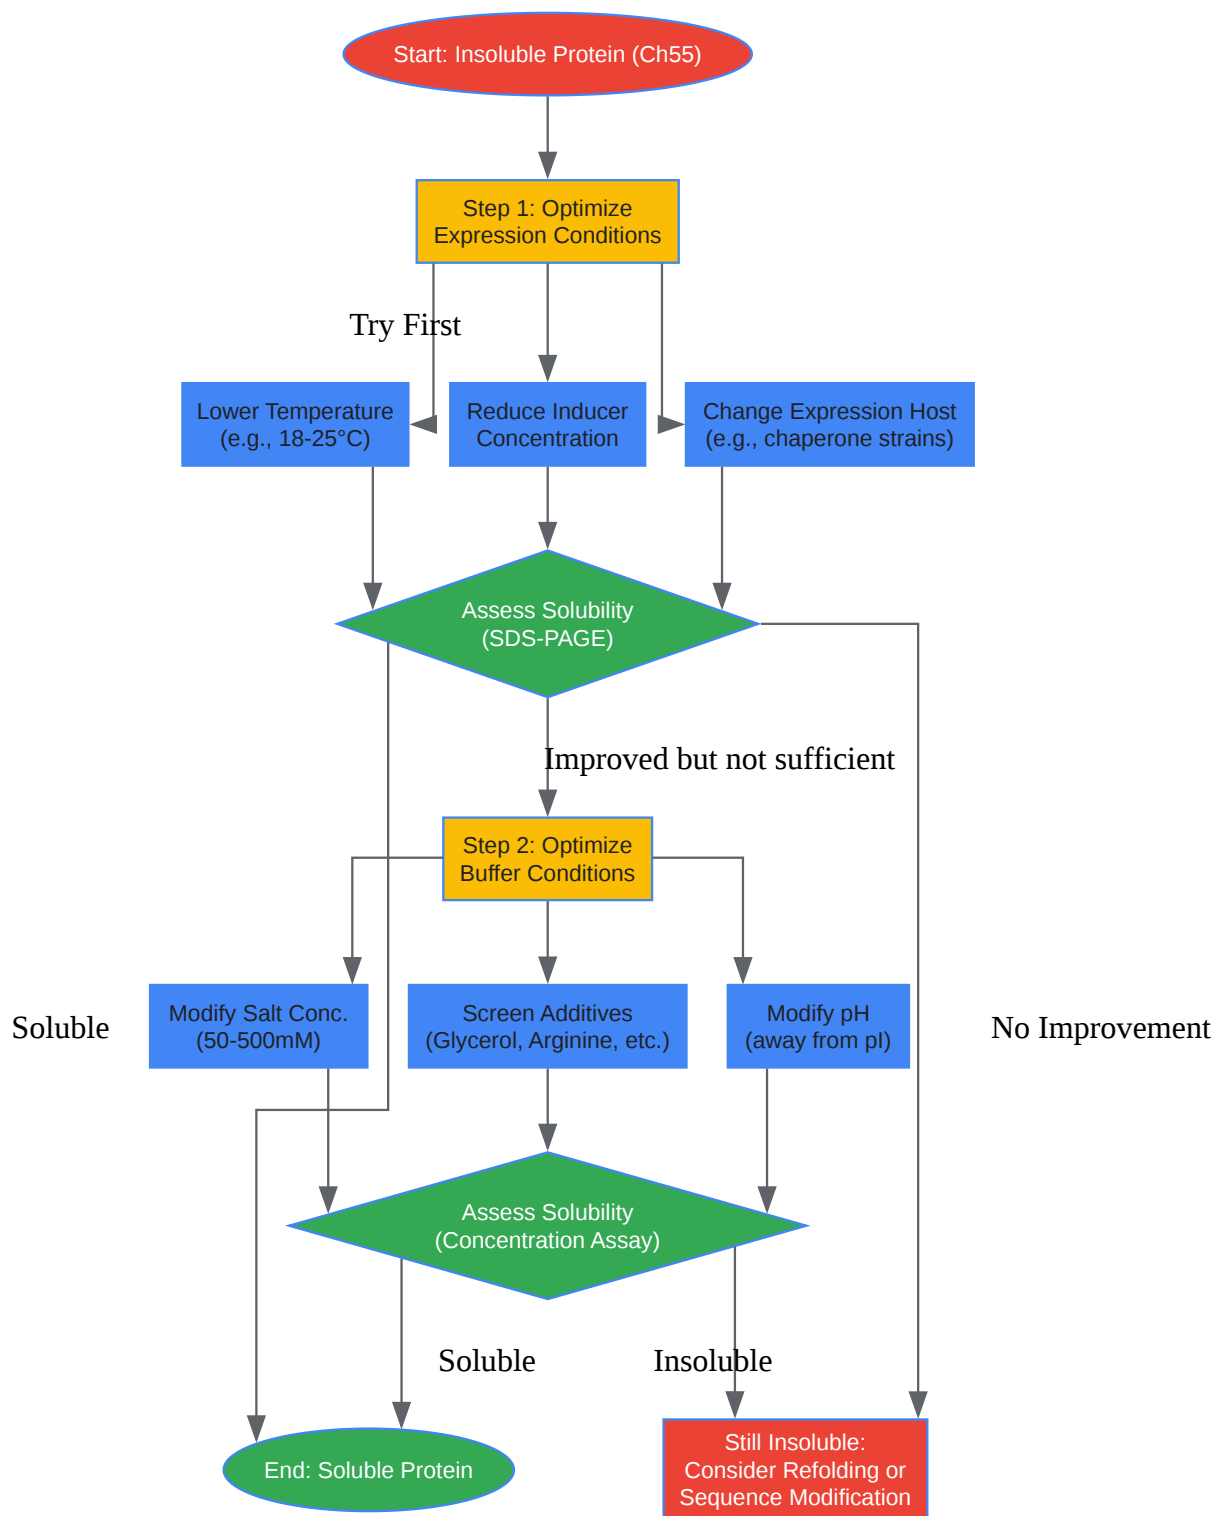 Start: Insoluble Protein (Ch55)
Step 1: Optimize
Expression Conditions
Try First
Lower Temperature
(e.g., 18-25°C)
Reduce Inducer
Concentration
Change Expression Host
(e.g., chaperone strains)
Assess Solubility
(SDS-PAGE)
Improved but not sufficient
Step 2: Optimize
Buffer Conditions
Soluble
Modify Salt Conc.
(50-500mM)
Screen Additives
(Glycerol, Arginine, etc.)
Modify pH
(away from pI)
No Improvement
Assess Solubility
(Concentration Assay)
Soluble
Insoluble
End: Soluble Protein
Still Insoluble:
Consider Refolding or
Sequence Modification